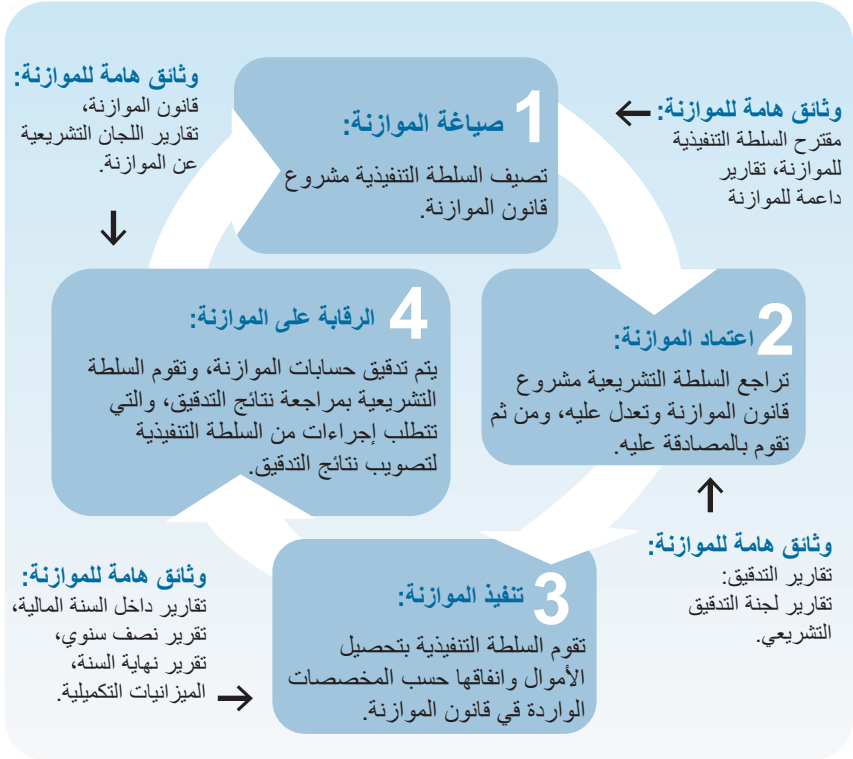 1 صياغة الموازنة:
تصيف السلطة التنفيذية مشروع
قانون الموازنة.
وثائق هامة للموازنة:
مقترح السلطة التنفيذية
للموازنة، تقارير
داعمة للموازنة
2 اعتماد الموازنة:
تراجع السلطة التشريعية مشروع
قانون الموازنة وتعدل عليه، ومن ثم
تقوم بالمصادقة عليه.
وثائق هامة للموازنة:
تقارير التدقيق:
تقارير لجنة التدقيق
التشريعي.
3 تنفيذ الموازنة:
تقوم السلطة التنفيذية بتحصيل
الأموال وانفاقها حسب المخصصات
الواردة قي قانون الموازنة.
وثائق هامة للموازنة:
تقارير داخل السنة المالية،
تقرير نصف سنوي،
تقرير نهاية السنة،
الميزانيات التكميلية.
4 الرقابة على الموازنة:
يتم تدقيق حسابات الموازنة، وتقوم السلطة
التشريعية بمراجعة نتائج التدقيق، والتي
تتطلب إجراءات من السلطة التنفيذية
لتصويب نتائج التدقيق.
وثائق هامة للموازنة:
قانون الموازنة،
تقارير اللجان التشريعية
عن الموازنة.